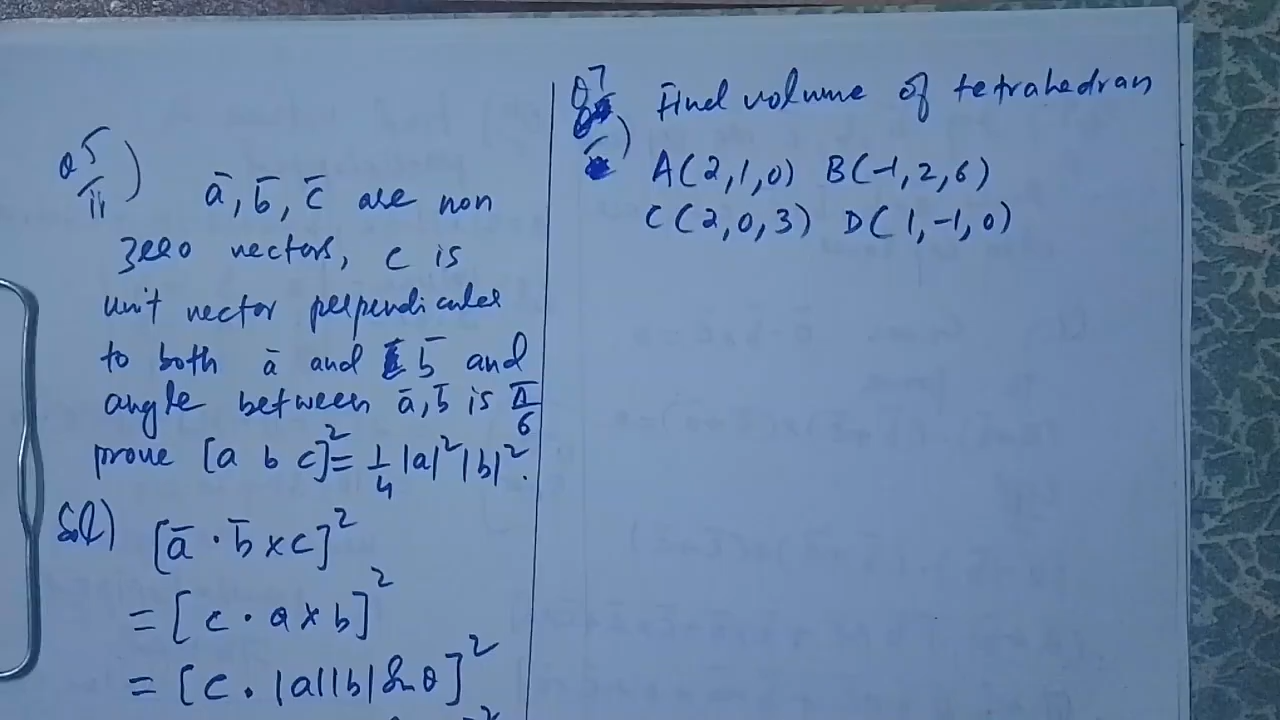 Q5
ii)
ā, b̄, c̄ are non
zero vectors, c is
unit vector perpendicular
to both ā and b̄ and
angle between ā, b̄ is π/6
prove [a b c]² = 1/4 |a|² |b|².
Sol) [ā · b̄ × c]²
= [c · a × b]²
= [c · |a||b| sin θ]²
Q7
) Find volume of tetrahedran
A(2,1,0) B(-1,2,6)
C(2,0,3) D(1,-1,0)